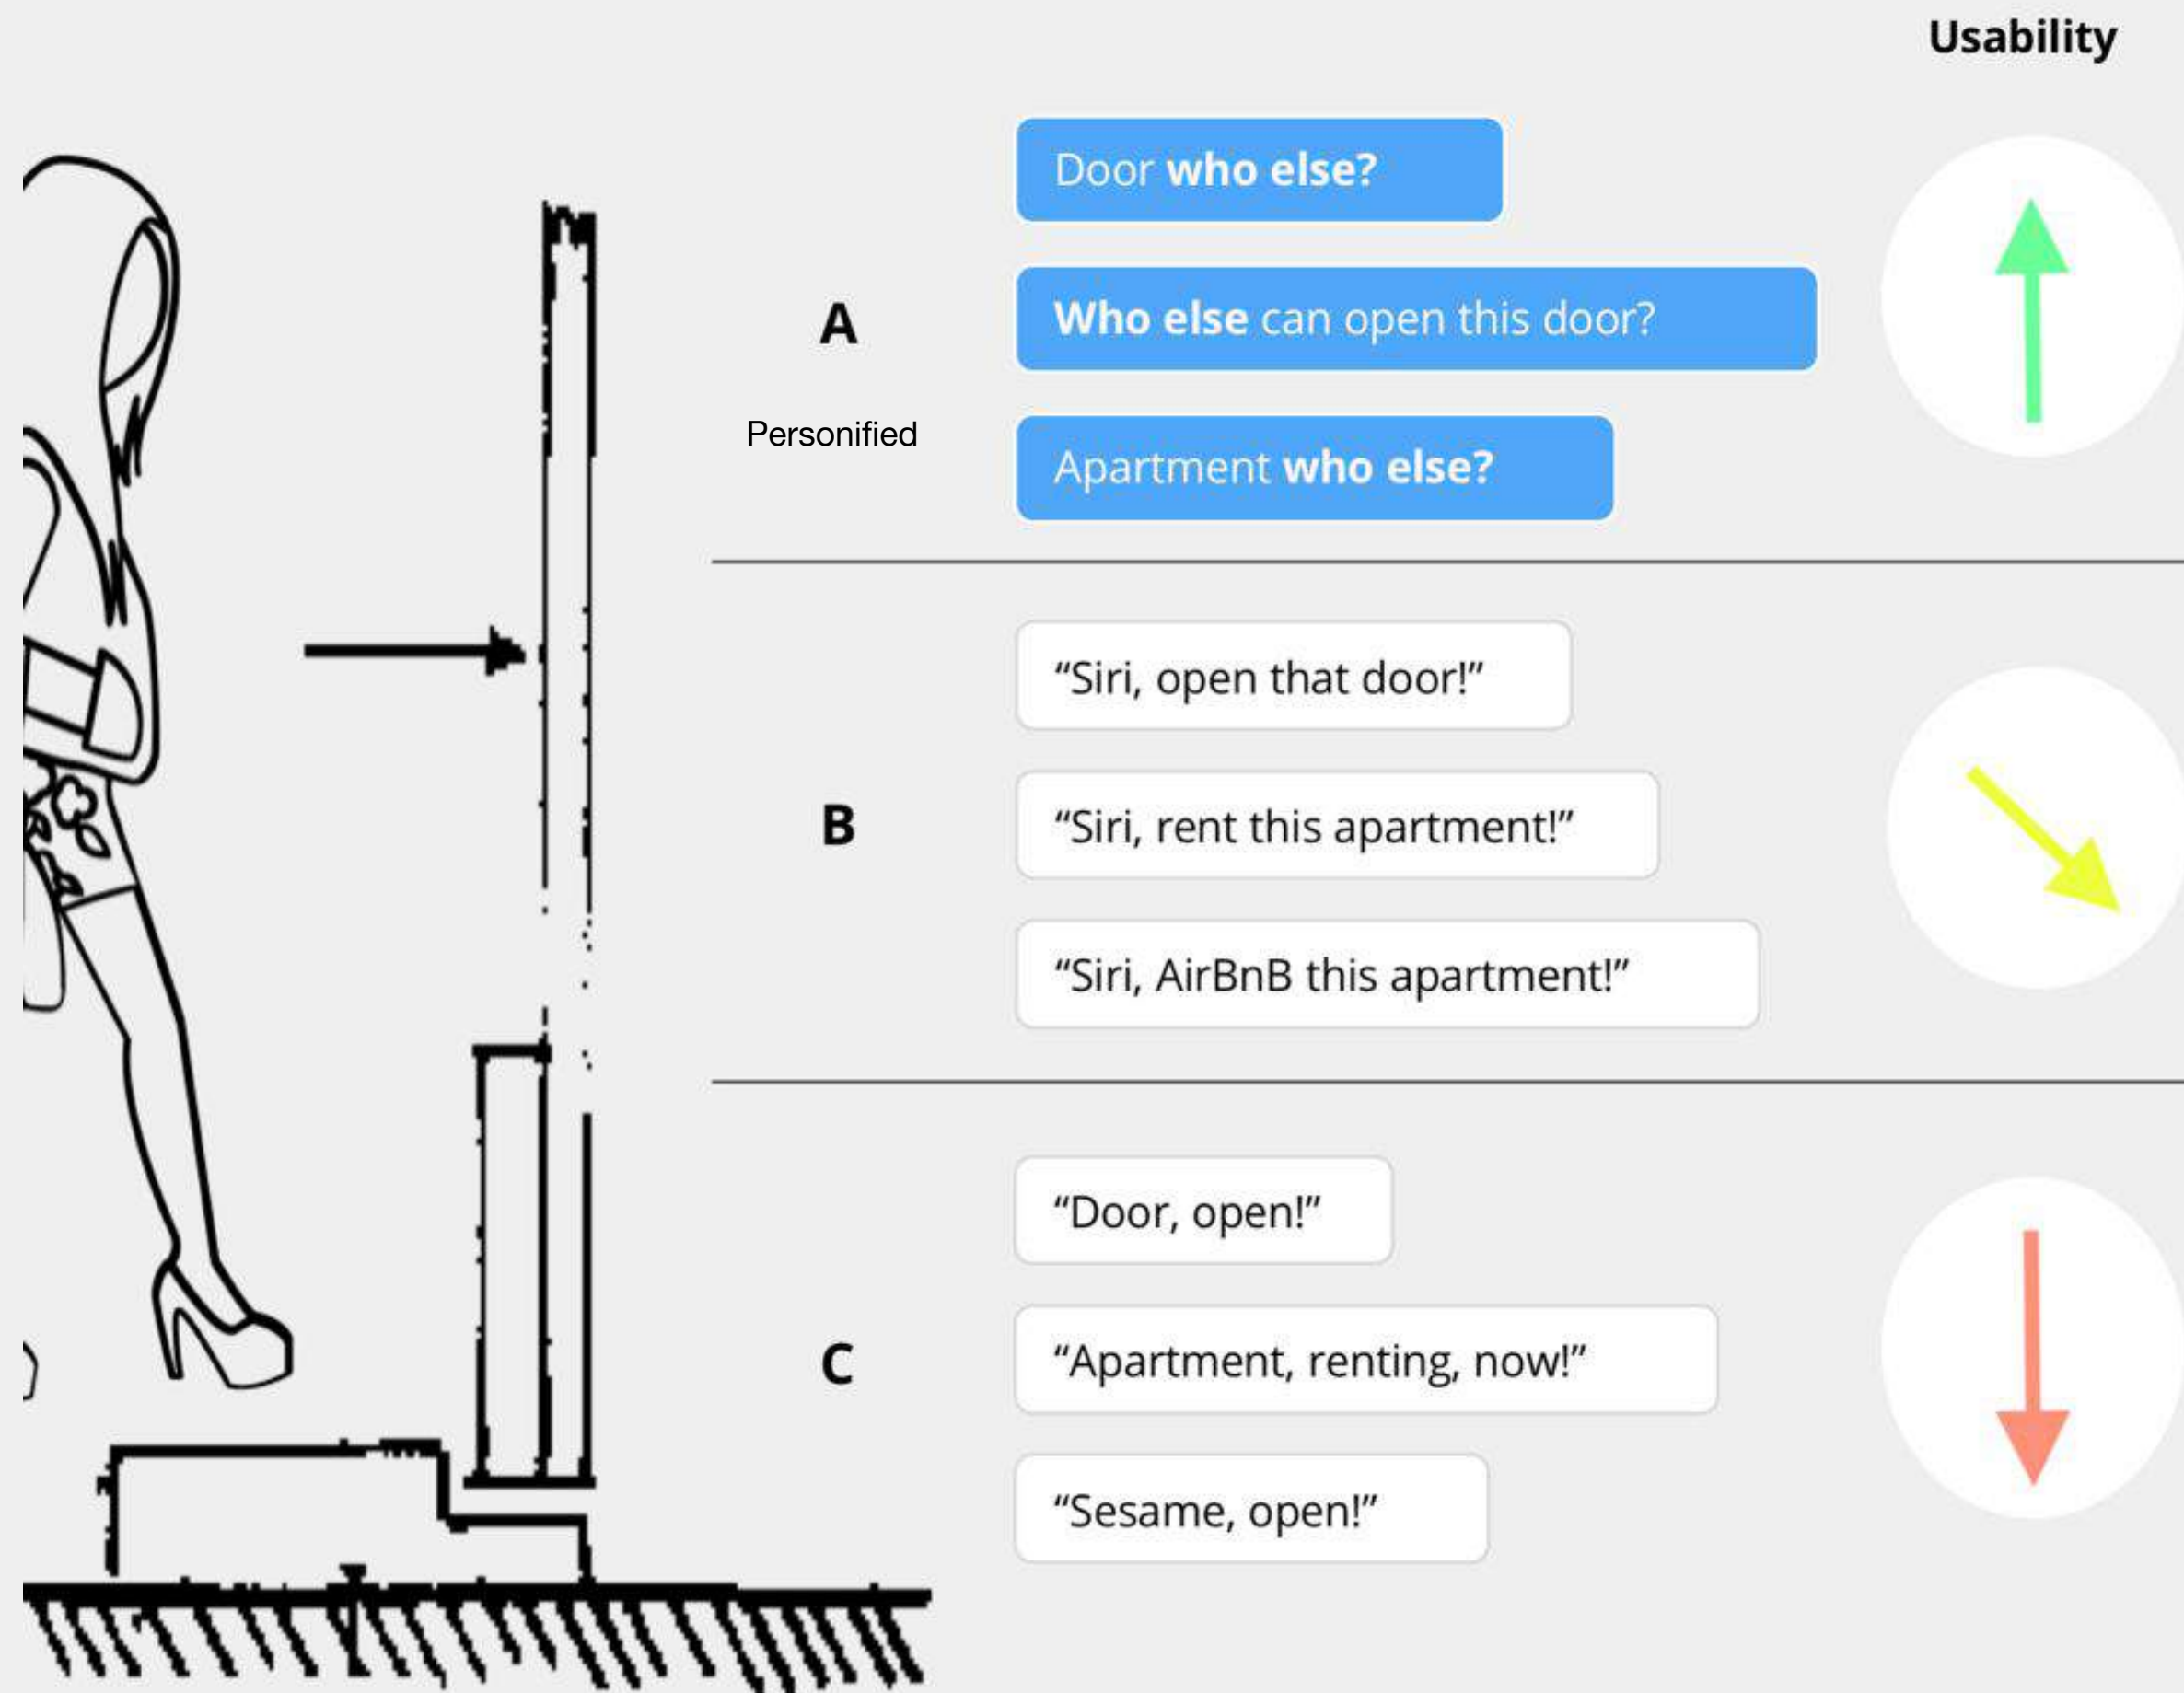 Usability
Door who else?
A
Who else can open this door?
Personified
Apartment who else?
“Siri, open that door!”
B
“Siri, rent this apartment!”
“Siri, AirBnB this apartment!”
“Door, open!”
C
“Apartment, renting, now!”
“Sesame, open!”